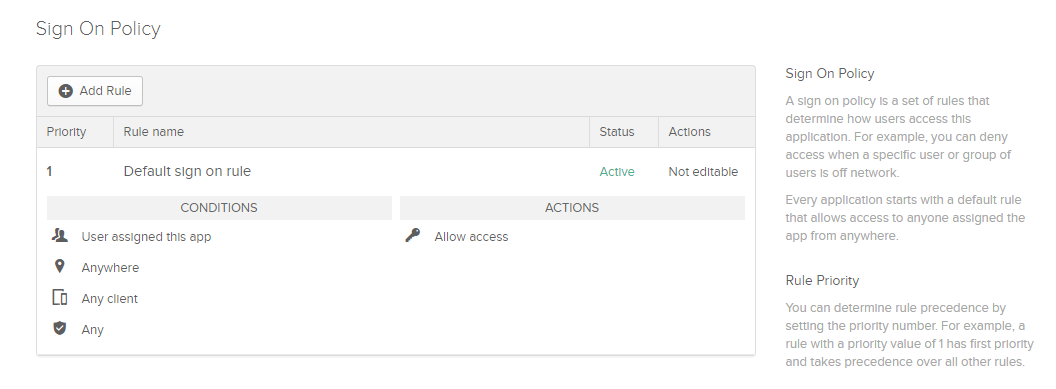 Sign On Policy
Add Rule
Priority Rule name Status Actions
1 Default sign on rule Active Not editable
CONDITIONS ACTIONS
User assigned this app Allow access
Anywhere
Any client
Any
Sign On Policy
A sign on policy is a set of rules that
determine how users access this
application. For example, you can deny
access when a specific user or group of
users is off network.
Every application starts with a default rule
that allows access to anyone assigned the
app from anywhere.
Rule Priority
You can determine rule precedence by
setting the priority number. For example, a
rule with a priority value of 1 has first priority
and takes precedence over all other rules.